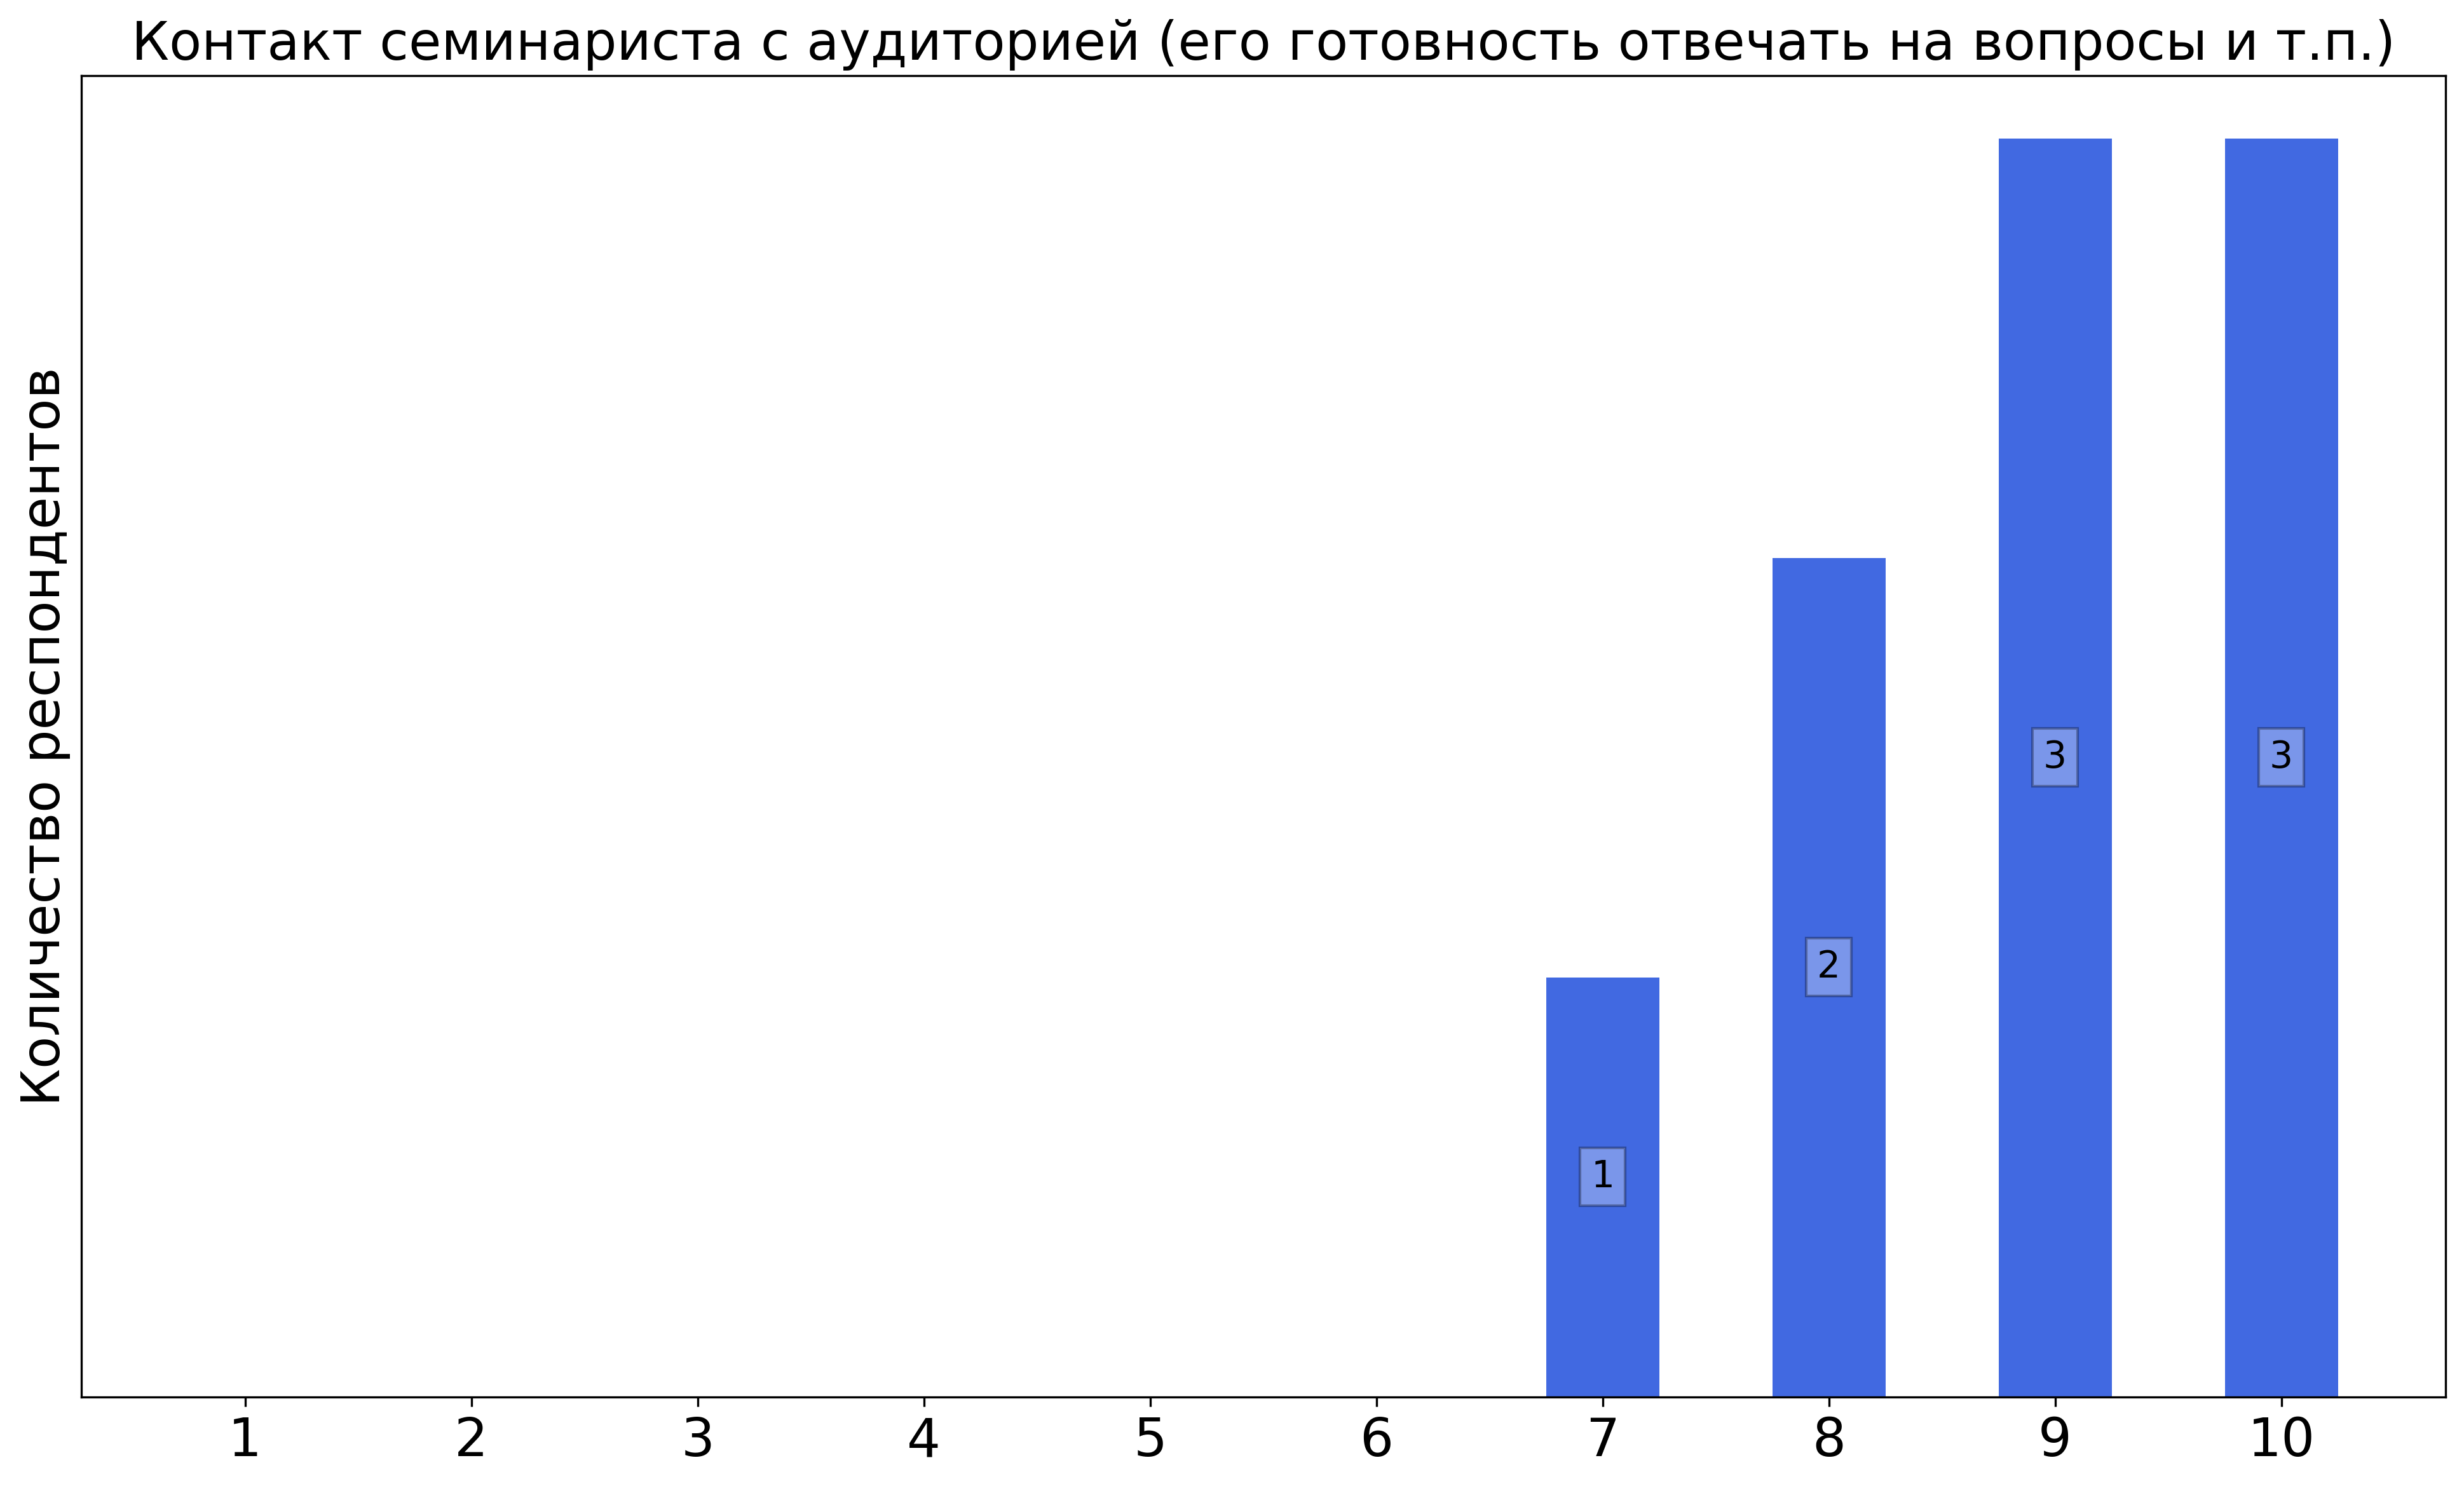 Контакт семинариста с аудиторией (его готовность отвечать на вопросы и т.п.)
Количество респондентов
3
3
2
1
1 2 3 4 5 6 7 8 9 10